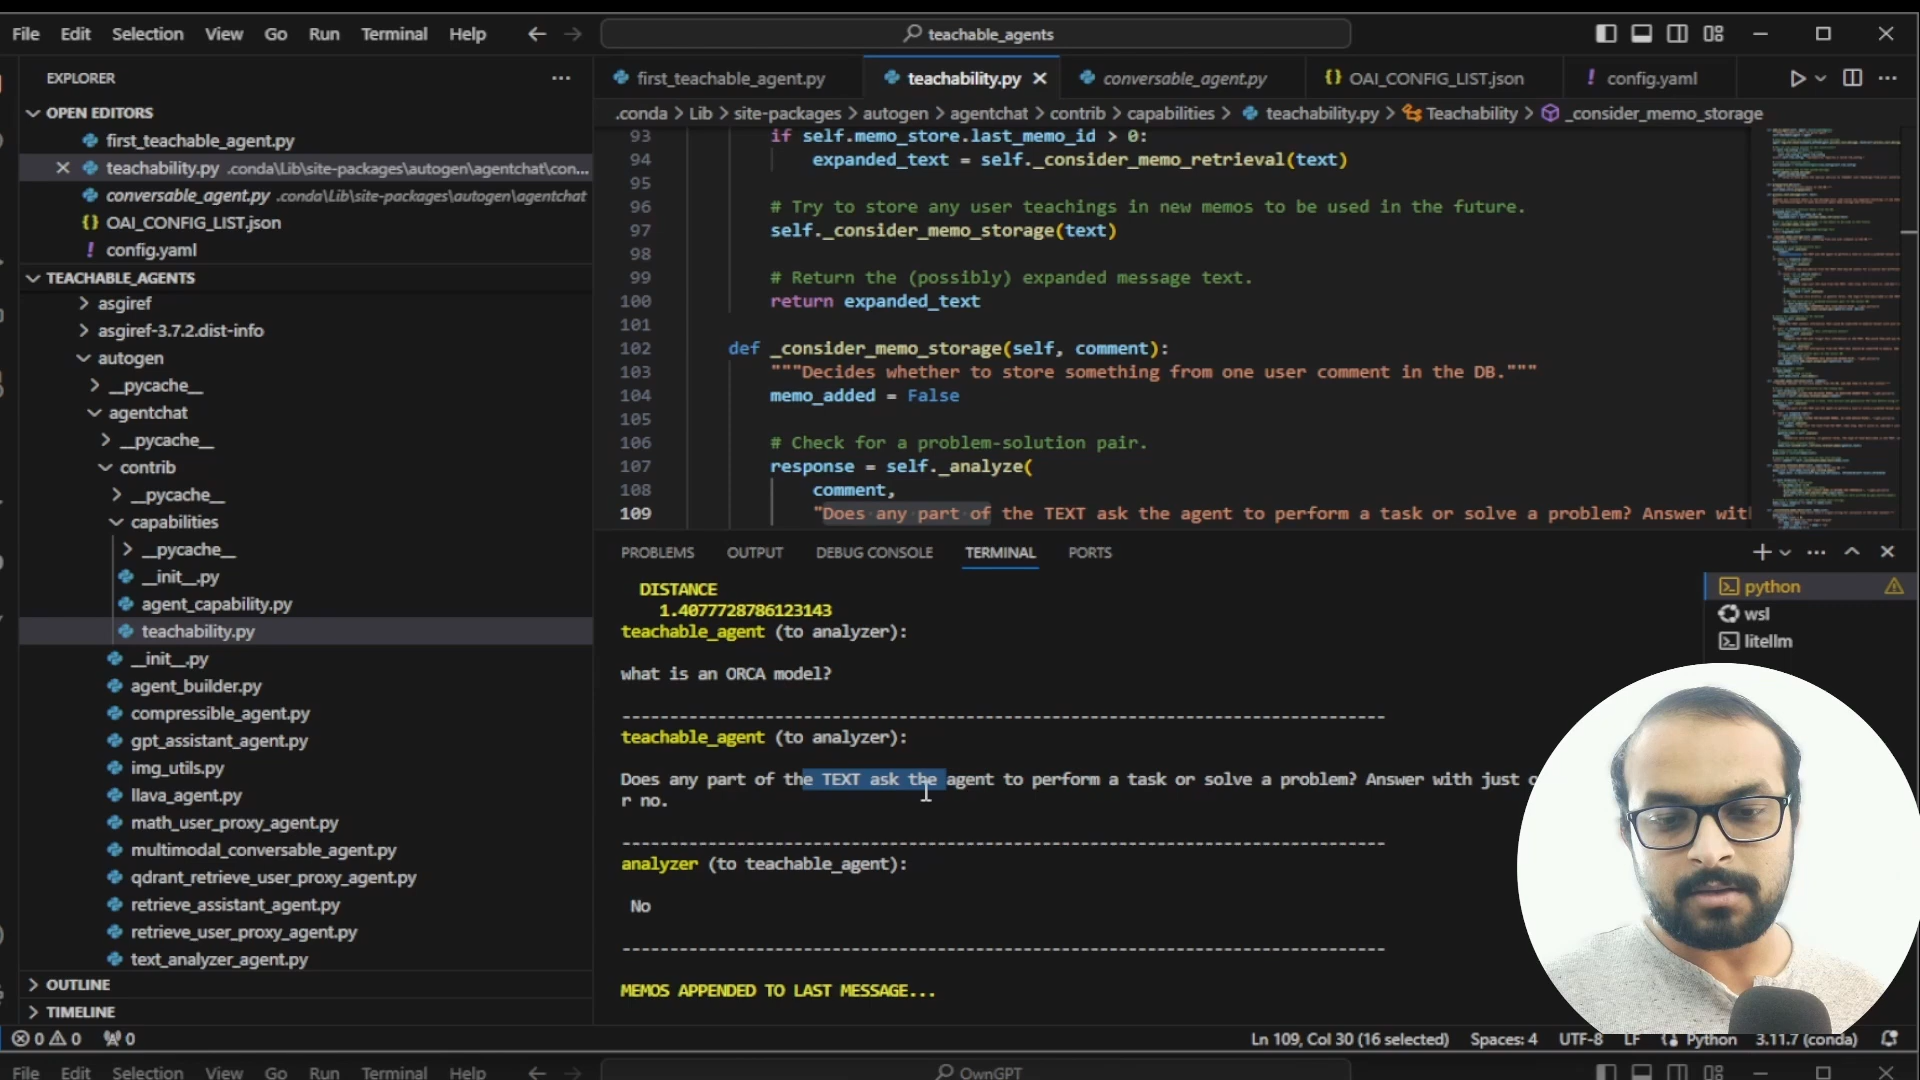 File Edit Selection View Go Run Terminal Help
teachable_agents
EXPLORER
OPEN EDITORS
first_teachable_agent.py
teachability.py .conda\Lib\site-packages\autogen\agentchat\con...
conversable_agent.py .conda\Lib\site-packages\autogen\agentchat
{} OAI_CONFIG_LIST.json
! config.yaml
TEACHABLE_AGENTS
asgiref
asgiref-3.7.2.dist-info
autogen
__pycache__
agentchat
__pycache__
contrib
__pycache__
capabilities
__pycache__
__init__.py
agent_capability.py
teachability.py
__init__.py
agent_builder.py
compressible_agent.py
gpt_assistant_agent.py
img_utils.py
llava_agent.py
math_user_proxy_agent.py
multimodal_conversable_agent.py
qdrant_retrieve_user_proxy_agent.py
retrieve_assistant_agent.py
retrieve_user_proxy_agent.py
text_analyzer_agent.py
OUTLINE
TIMELINE
first_teachable_agent.py teachability.py conversable_agent.py {} OAI_CONFIG_LIST.json ! config.yaml
.conda > Lib > site-packages > autogen > agentchat > contrib > capabilities > teachability.py > Teachability > _consider_memo_storage
93 if self.memo_store.last_memo_id > 0:
94 expanded_text = self._consider_memo_retrieval(text)
95
96 # Try to store any user teachings in new memos to be used in the future.
97 self._consider_memo_storage(text)
98
99 # Return the (possibly) expanded message text.
100 return expanded_text
101
102 def _consider_memo_storage(self, comment):
103 """Decides whether to store something from one user comment in the DB."""
104 memo_added = False
105
106 # Check for a problem-solution pair.
107 response = self._analyze(
108 comment,
109 "Does any part of the TEXT ask the agent to perform a task or solve a problem? Answer wit
PROBLEMS OUTPUT DEBUG CONSOLE TERMINAL PORTS
DISTANCE
1.4077728786123143
teachable_agent (to analyzer):
what is an ORCA model?
--------------------------------------------------------------------------------
teachable_agent (to analyzer):
Does any part of the TEXT ask the agent to perform a task or solve a problem? Answer with just o
r no.
--------------------------------------------------------------------------------
analyzer (to teachable_agent):
No
--------------------------------------------------------------------------------
MEMOS APPENDED TO LAST MESSAGE...
python
wsl
litellm
0 0 0
Ln 109, Col 30 (16 selected) Spaces: 4 UTF-8 LF Python 3.11.7 (conda)
File Edit Selection View Go Run Terminal Help
OwnGPT